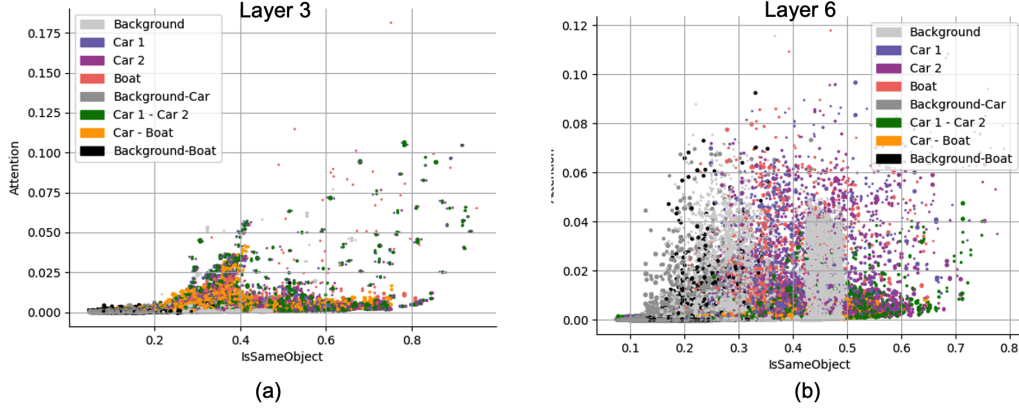 Layer 3
Layer 6
Background
Car 1
Car 2
Boat
Background-Car
Car 1 - Car 2
Car - Boat
Background-Boat
0.175
0.150
0.125
0.100
0.075
0.050
0.025
0.000
Attention
0.2
0.4
0.6
0.8
IsSameObject
(a)
Background
Car 1
Car 2
Boat
Background-Car
Car 1 - Car 2
Car - Boat
Background-Boat
0.12
0.10
0.08
0.06
0.04
0.02
0.00
0.1
0.2
0.3
0.4
0.5
0.6
0.7
0.8
IsSameObject
(b)